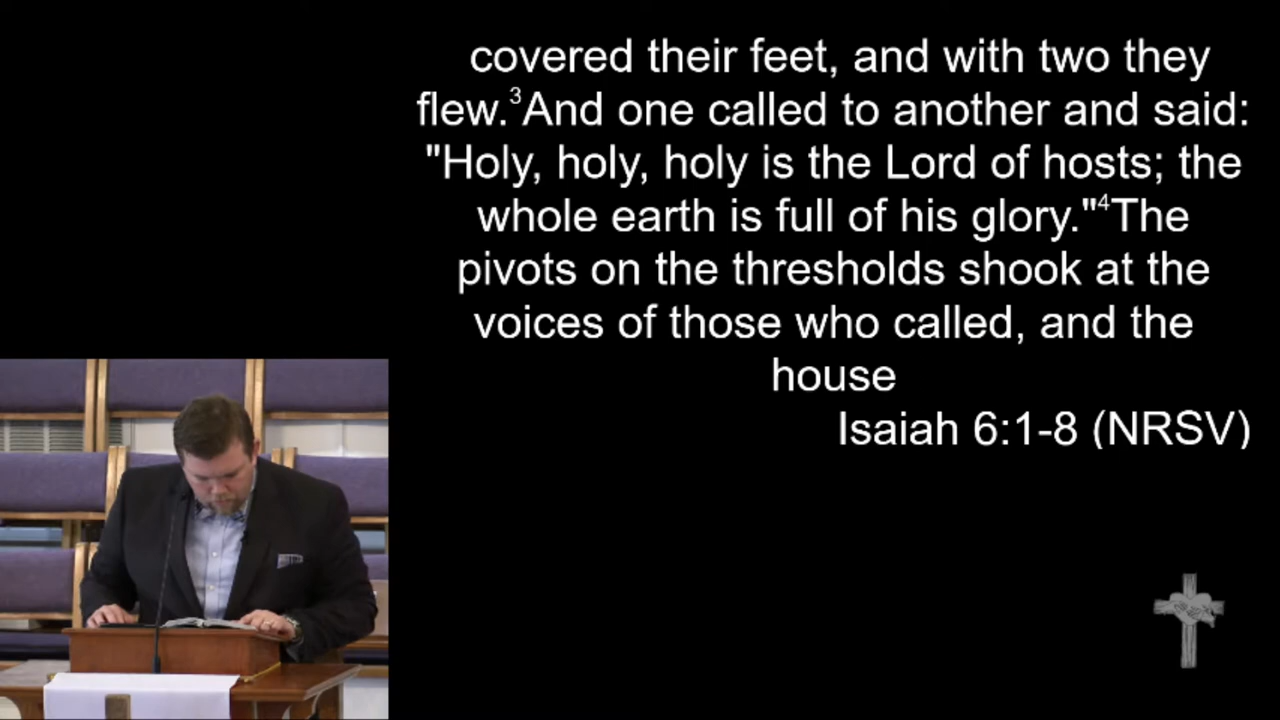 covered their feet, and with two they
flew.³And one called to another and said:
"Holy, holy, holy is the Lord of hosts; the
whole earth is full of his glory."⁴The
pivots on the thresholds shook at the
voices of those who called, and the
house
Isaiah 6:1-8 (NRSV)